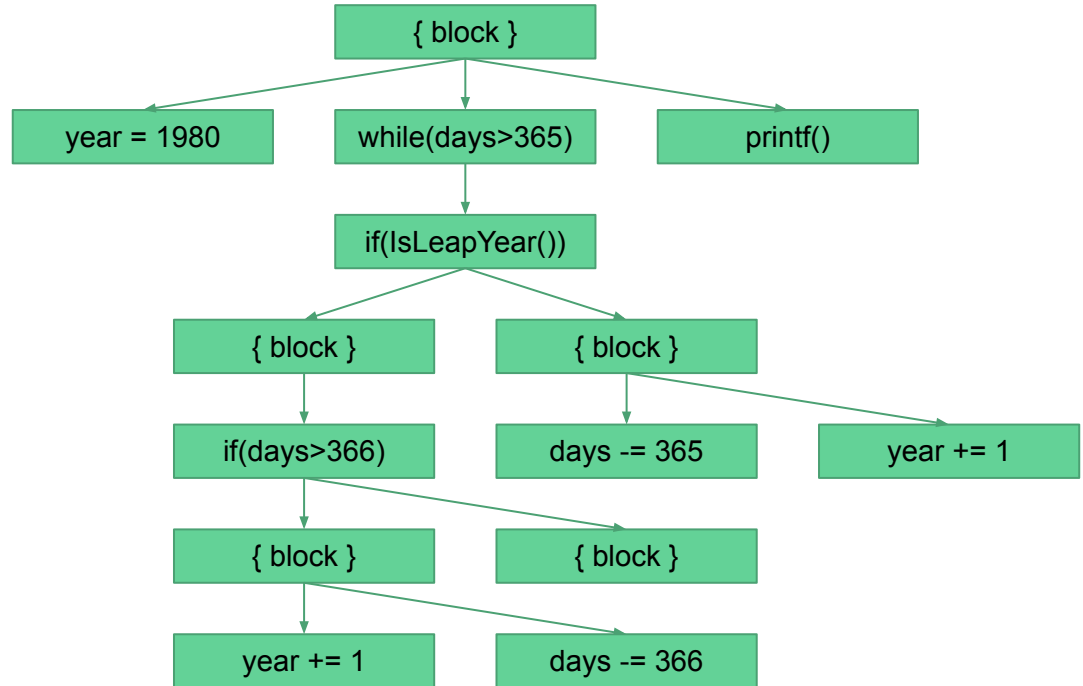 { block }
year = 1980
while(days>365)
printf()
if(IsLeapYear())
{ block }
{ block }
if(days>366)
days -= 365
year += 1
{ block }
{ block }
year += 1
days -= 366